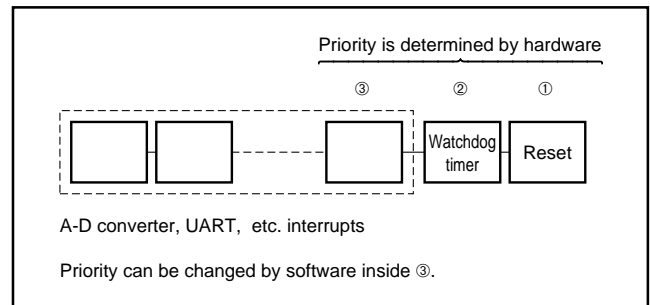 Priority is determined by hardware
③ ② ①
Watchdog
timer
Reset
A-D converter, UART, etc. interrupts
Priority can be changed by software inside ③.